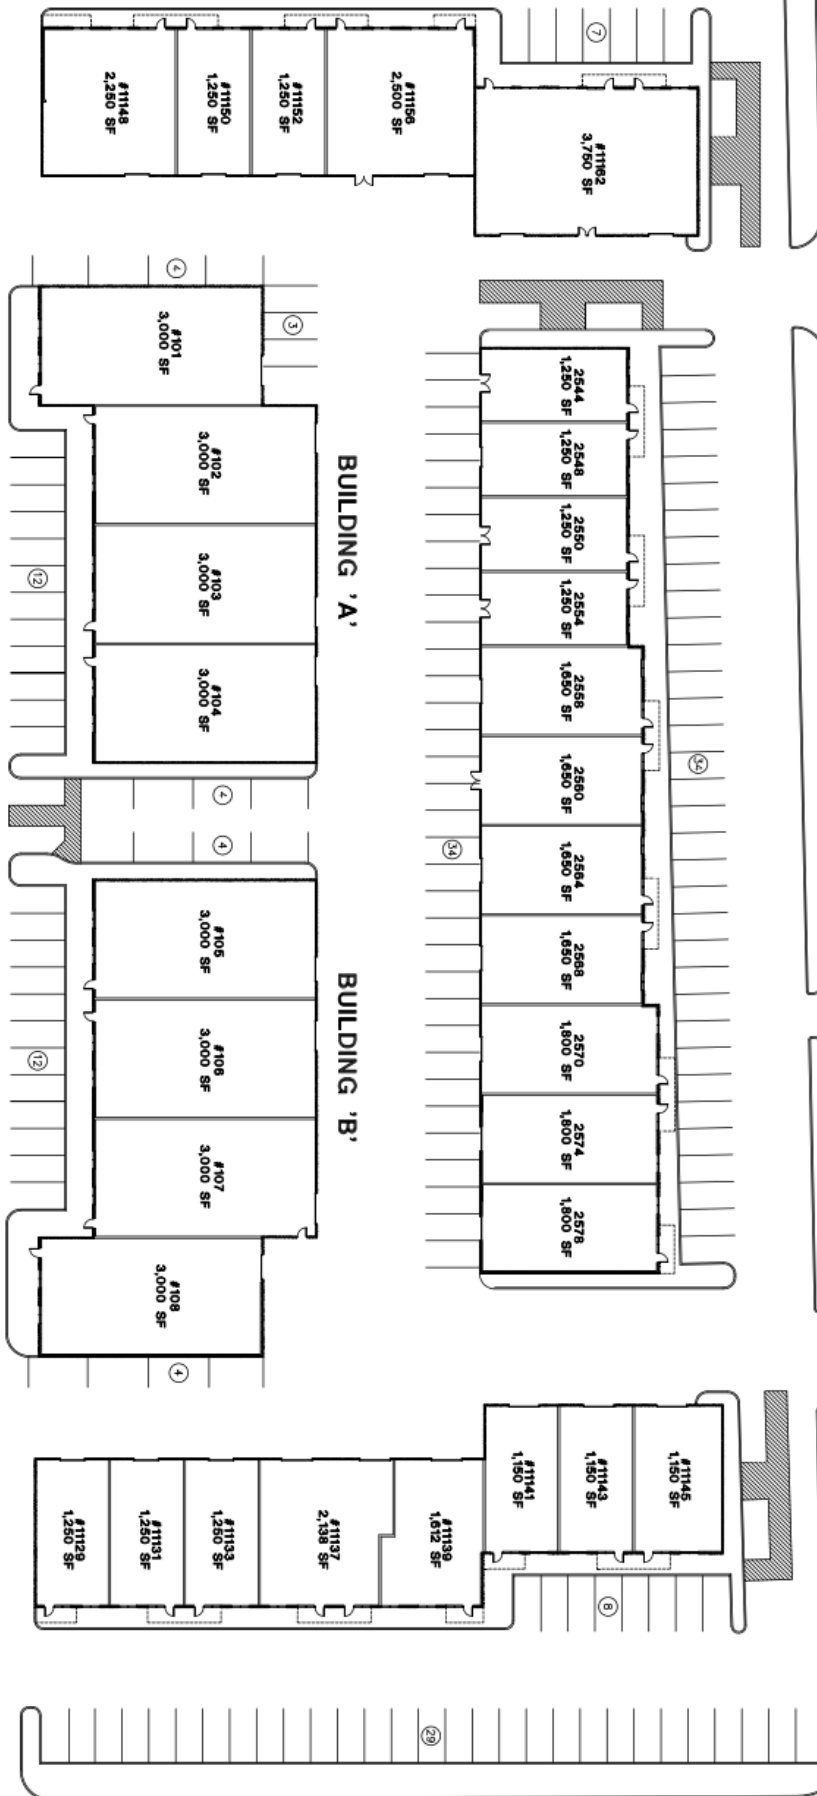 7
#11148
2,250 SF
#11150
1,250 SF
#11152
1,250 SF
#11156
2,500 SF
#11162
3,750 SF
4
3
#101
3,000 SF
#102
3,000 SF
#103
3,000 SF
#104
3,000 SF
12
BUILDING 'A'
4
4
#105
3,000 SF
#106
3,000 SF
#107
3,000 SF
#108
3,000 SF
12
BUILDING 'B'
4
2544
1,250 SF
2548
1,250 SF
2550
1,250 SF
2554
1,250 SF
2558
1,650 SF
2560
1,650 SF
2564
1,650 SF
2568
1,650 SF
2570
1,800 SF
2574
1,800 SF
2578
1,800 SF
34
34
#11129
1,250 SF
#11131
1,250 SF
#11133
1,250 SF
#11137
2,138 SF
#11139
1,612 SF
#11141
1,150 SF
#11143
1,150 SF
#11145
1,150 SF
8
29